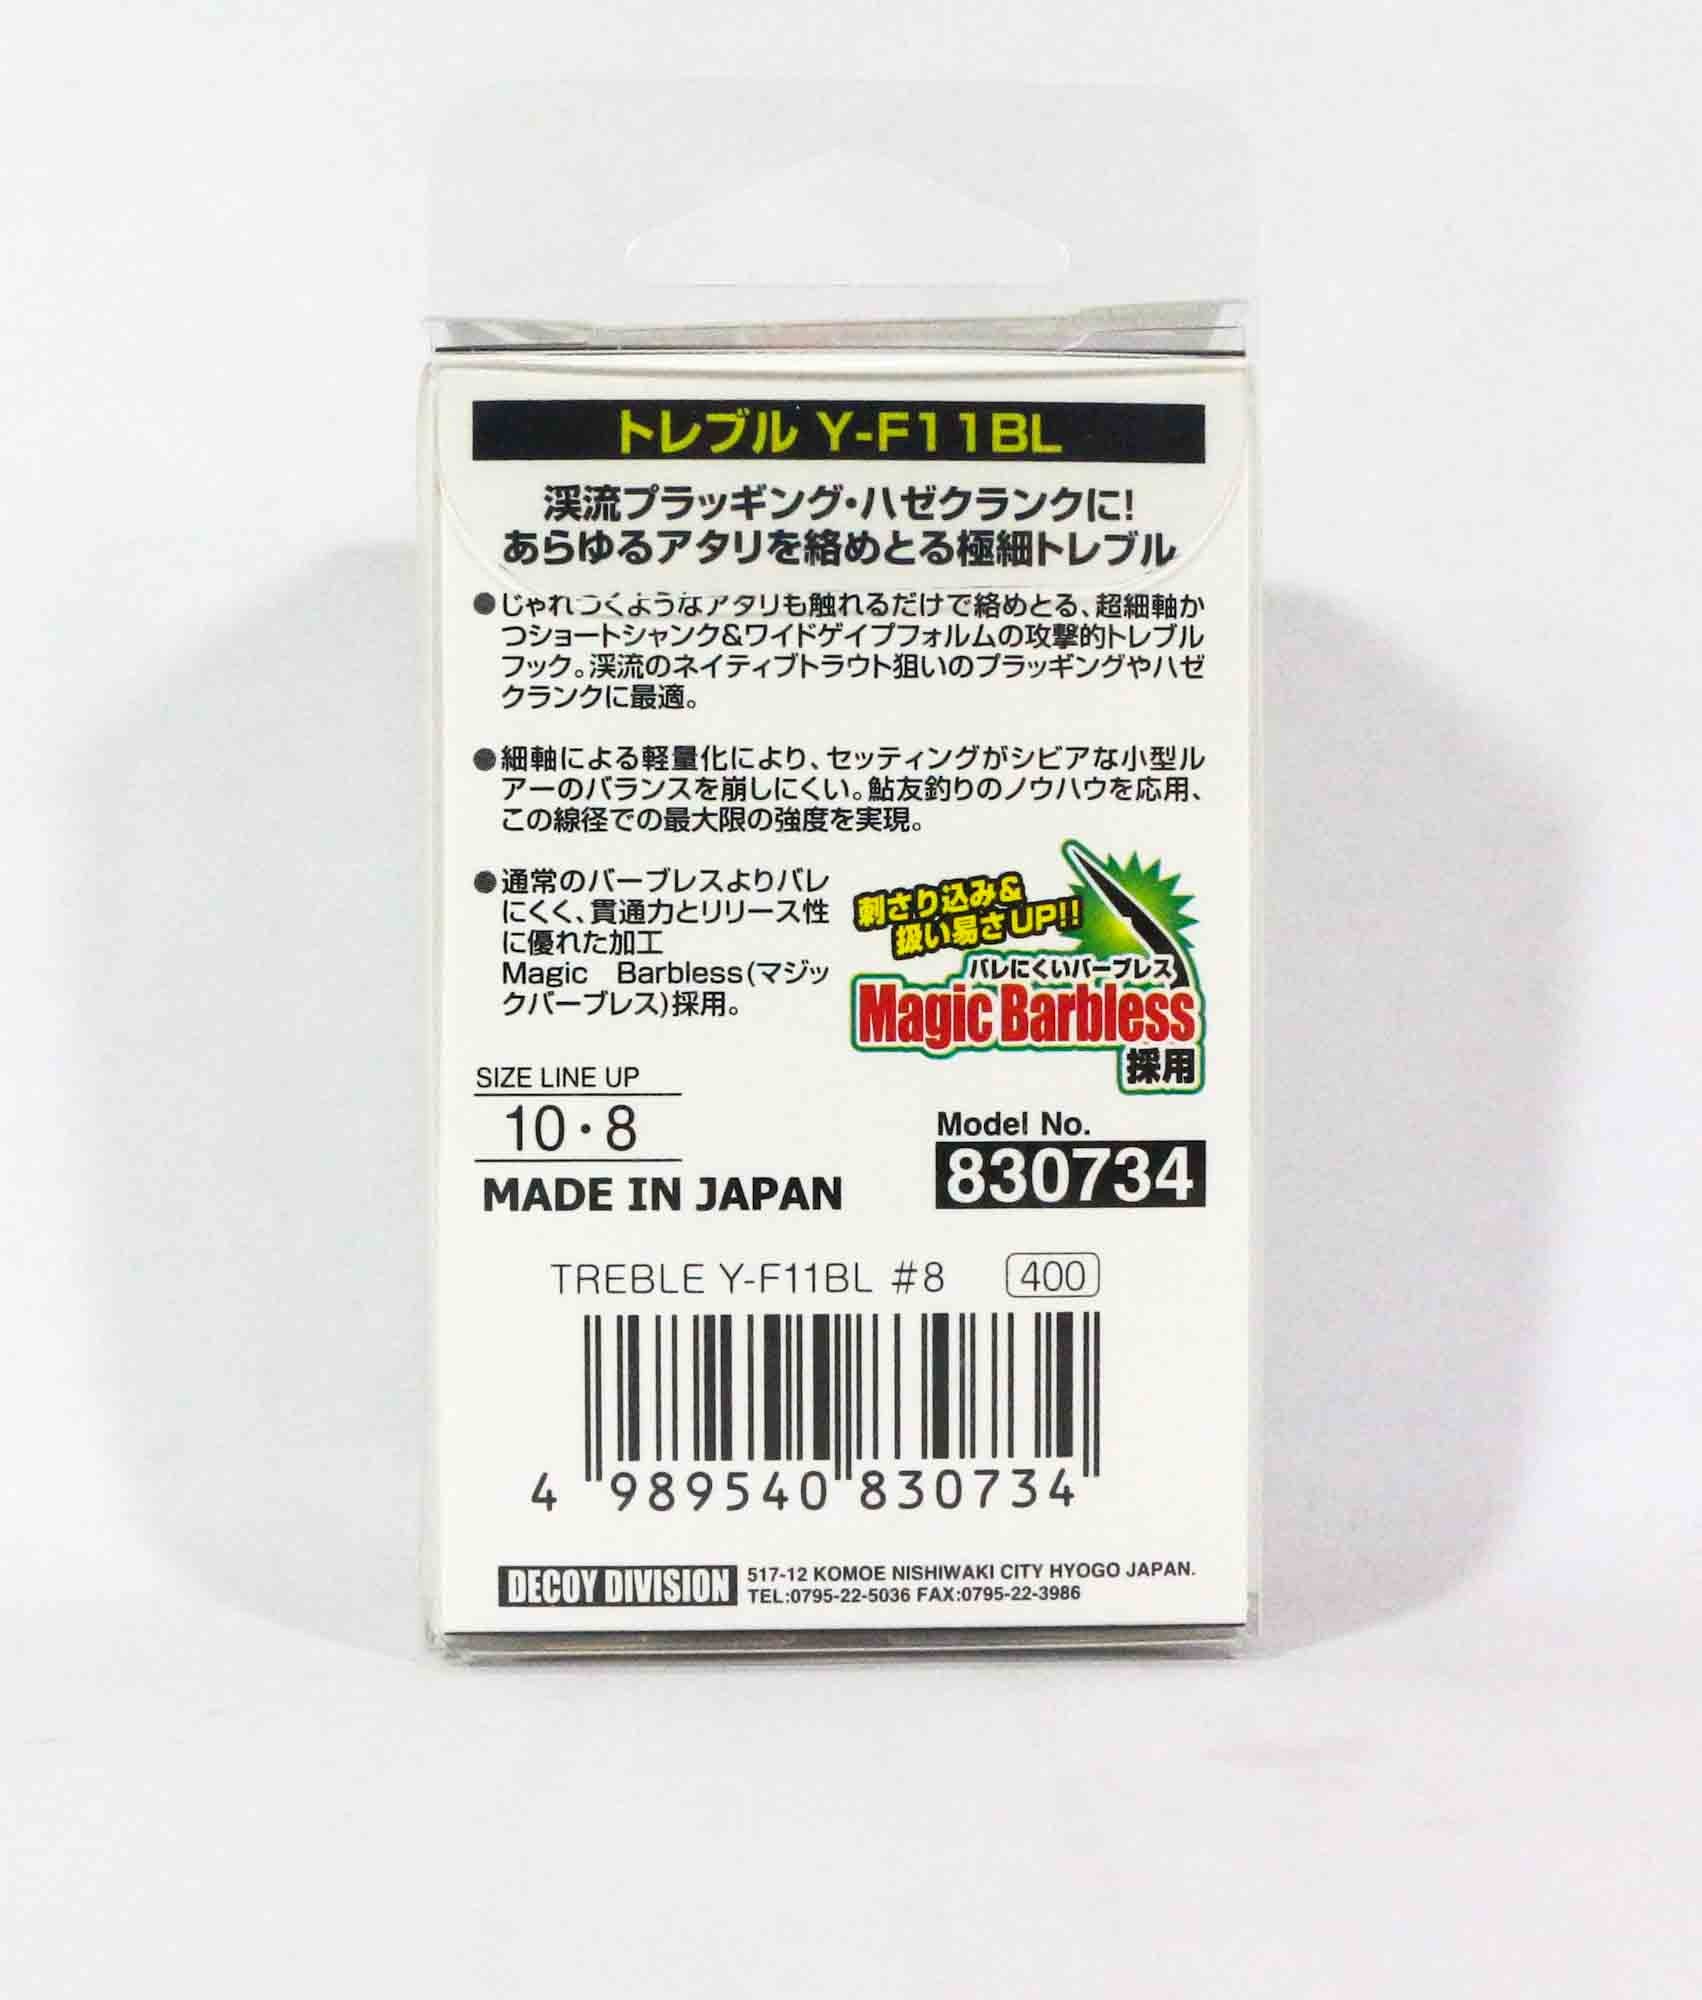 トレブル Y-F11BL
渓流プラッギング・ハゼクランクに!
あらゆるアタリを絡めとる極細トレブル
●じゃれつくようなアタリも触れるだけで絡めとる、超細軸か
つショートシャンク&ワイドゲイプフォルムの攻撃的トレブル
フック。渓流のネイティブトラウト狙いのプラッギングやハゼ
クランクに最適。
●細軸による軽量化により、セッティングがシビアな小型ル
アーのバランスを崩しにくい。鮎友釣りのノウハウを応用、
この線径での最大限の強度を実現。
●通常のバーブレスよりバレ
にくく、貫通力とリリース性
に優れた加工
Magic Barbless(マジッ
クバーブレス)採用。
刺さり込み&
扱い易さUP!!
バレにくいバーブレス
Magic Barbless
採用
SIZE LINE UP
10・8
MADE IN JAPAN
Model No.
830734
TREBLE Y-F11BL #8 400
4 989540 830734
DECOY DIVISION
517-12 KOMOE NISHIWAKI CITY HYOGO JAPAN.
TEL:0795-22-5036 FAX:0795-22-3986